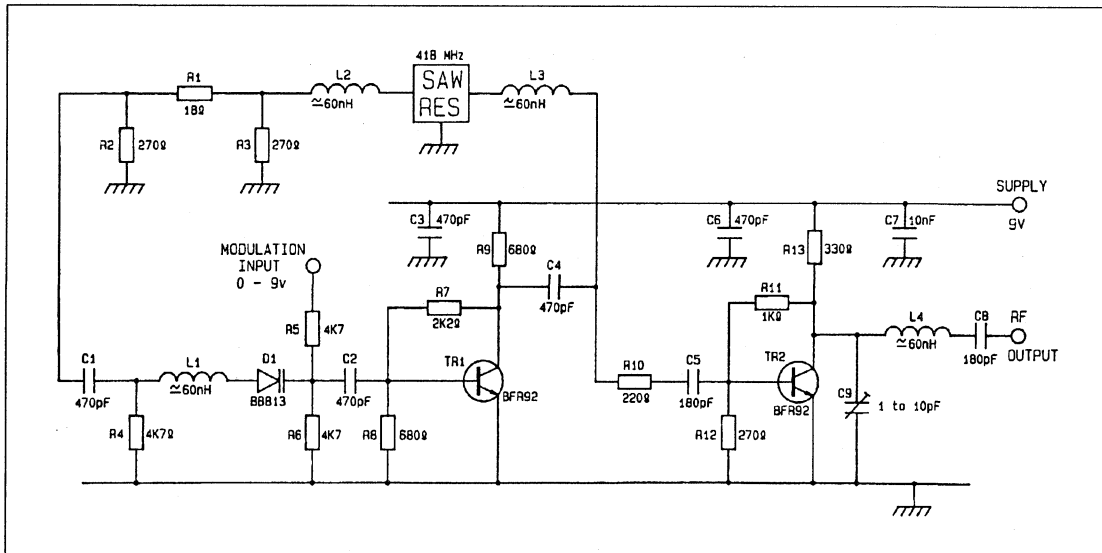 418 MHz
SAW
RES
R1
18Ω
L2
≃60nH
L3
≃60nH
R2
270Ω
R3
270Ω
SUPPLY
9V
C3
470pF
C6
470pF
C7
10nF
R9
680Ω
R13
330Ω
MODULATION
INPUT
0 - 9v
C4
470pF
R7
2K2Ω
R11
1KΩ
R5
4K7
L4
≃60nH
C8
180pF
RF
OUTPUT
C1
470pF
L1
≃60nH
D1
BB813
C2
470pF
TR1
BFR92
R10
220Ω
C5
180pF
TR2
BFR92
C9
1 to 10pF
R4
4K7Ω
R6
4K7
R8
680Ω
R12
270Ω